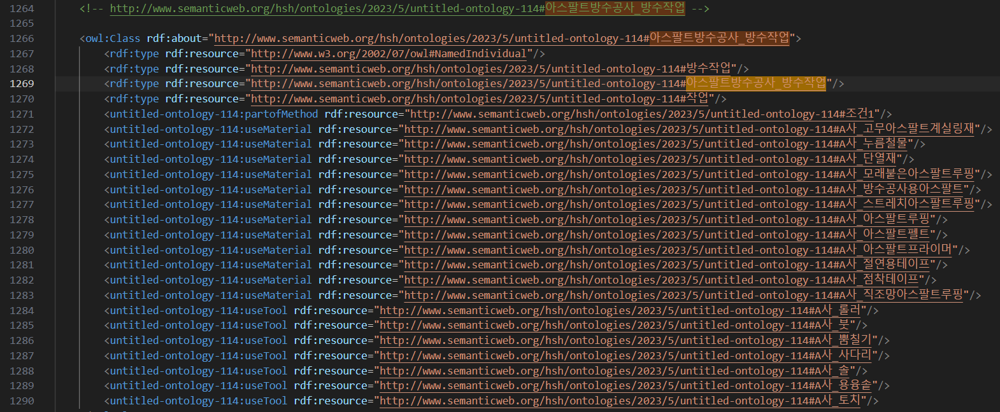 1264 <!-- http://www.semanticweb.org/hsh/ontologies/2023/5/untitled-ontology-114#아스팔트방수공사_방수작업 -->
1265
1266 <owl:Class rdf:about="http://www.semanticweb.org/hsh/ontologies/2023/5/untitled-ontology-114#아스팔트방수공사_방수작업">
1267 <rdf:type rdf:resource="http://www.w3.org/2002/07/owl#NamedIndividual"/>
1268 <rdf:type rdf:resource="http://www.semanticweb.org/hsh/ontologies/2023/5/untitled-ontology-114#방수작업"/>
1269 <rdf:type rdf:resource="http://www.semanticweb.org/hsh/ontologies/2023/5/untitled-ontology-114#아스팔트방수공사_방수작업"/>
1270 <rdf:type rdf:resource="http://www.semanticweb.org/hsh/ontologies/2023/5/untitled-ontology-114#작업"/>
1271 <untitled-ontology-114:partofMethod rdf:resource="http://www.semanticweb.org/hsh/ontologies/2023/5/untitled-ontology-114#조건1"/>
1272 <untitled-ontology-114:useMaterial rdf:resource="http://www.semanticweb.org/hsh/ontologies/2023/5/untitled-ontology-114#A사_고무아스팔트계실링재"/>
1273 <untitled-ontology-114:useMaterial rdf:resource="http://www.semanticweb.org/hsh/ontologies/2023/5/untitled-ontology-114#A사_누름철물"/>
1274 <untitled-ontology-114:useMaterial rdf:resource="http://www.semanticweb.org/hsh/ontologies/2023/5/untitled-ontology-114#A사_단열재"/>
1275 <untitled-ontology-114:useMaterial rdf:resource="http://www.semanticweb.org/hsh/ontologies/2023/5/untitled-ontology-114#A사_모래붙은아스팔트루핑"/>
1276 <untitled-ontology-114:useMaterial rdf:resource="http://www.semanticweb.org/hsh/ontologies/2023/5/untitled-ontology-114#A사_방수공사용아스팔트"/>
1277 <untitled-ontology-114:useMaterial rdf:resource="http://www.semanticweb.org/hsh/ontologies/2023/5/untitled-ontology-114#A사_스트레치아스팔트루핑"/>
1278 <untitled-ontology-114:useMaterial rdf:resource="http://www.semanticweb.org/hsh/ontologies/2023/5/untitled-ontology-114#A사_아스팔트루핑"/>
1279 <untitled-ontology-114:useMaterial rdf:resource="http://www.semanticweb.org/hsh/ontologies/2023/5/untitled-ontology-114#A사_아스팔트펠트"/>
1280 <untitled-ontology-114:useMaterial rdf:resource="http://www.semanticweb.org/hsh/ontologies/2023/5/untitled-ontology-114#A사_아스팔트프라이머"/>
1281 <untitled-ontology-114:useMaterial rdf:resource="http://www.semanticweb.org/hsh/ontologies/2023/5/untitled-ontology-114#A사_절연용테이프"/>
1282 <untitled-ontology-114:useMaterial rdf:resource="http://www.semanticweb.org/hsh/ontologies/2023/5/untitled-ontology-114#A사_점착테이프"/>
1283 <untitled-ontology-114:useMaterial rdf:resource="http://www.semanticweb.org/hsh/ontologies/2023/5/untitled-ontology-114#A사_직조망아스팔트루핑"/>
1284 <untitled-ontology-114:useTool rdf:resource="http://www.semanticweb.org/hsh/ontologies/2023/5/untitled-ontology-114#A사_롤러"/>
1285 <untitled-ontology-114:useTool rdf:resource="http://www.semanticweb.org/hsh/ontologies/2023/5/untitled-ontology-114#A사_붓"/>
1286 <untitled-ontology-114:useTool rdf:resource="http://www.semanticweb.org/hsh/ontologies/2023/5/untitled-ontology-114#A사_뿜칠기"/>
1287 <untitled-ontology-114:useTool rdf:resource="http://www.semanticweb.org/hsh/ontologies/2023/5/untitled-ontology-114#A사_사다리"/>
1288 <untitled-ontology-114:useTool rdf:resource="http://www.semanticweb.org/hsh/ontologies/2023/5/untitled-ontology-114#A사_솔"/>
1289 <untitled-ontology-114:useTool rdf:resource="http://www.semanticweb.org/hsh/ontologies/2023/5/untitled-ontology-114#A사_용융솥"/>
1290 <untitled-ontology-114:useTool rdf:resource="http://www.semanticweb.org/hsh/ontologies/2023/5/untitled-ontology-114#A사_토치"/>